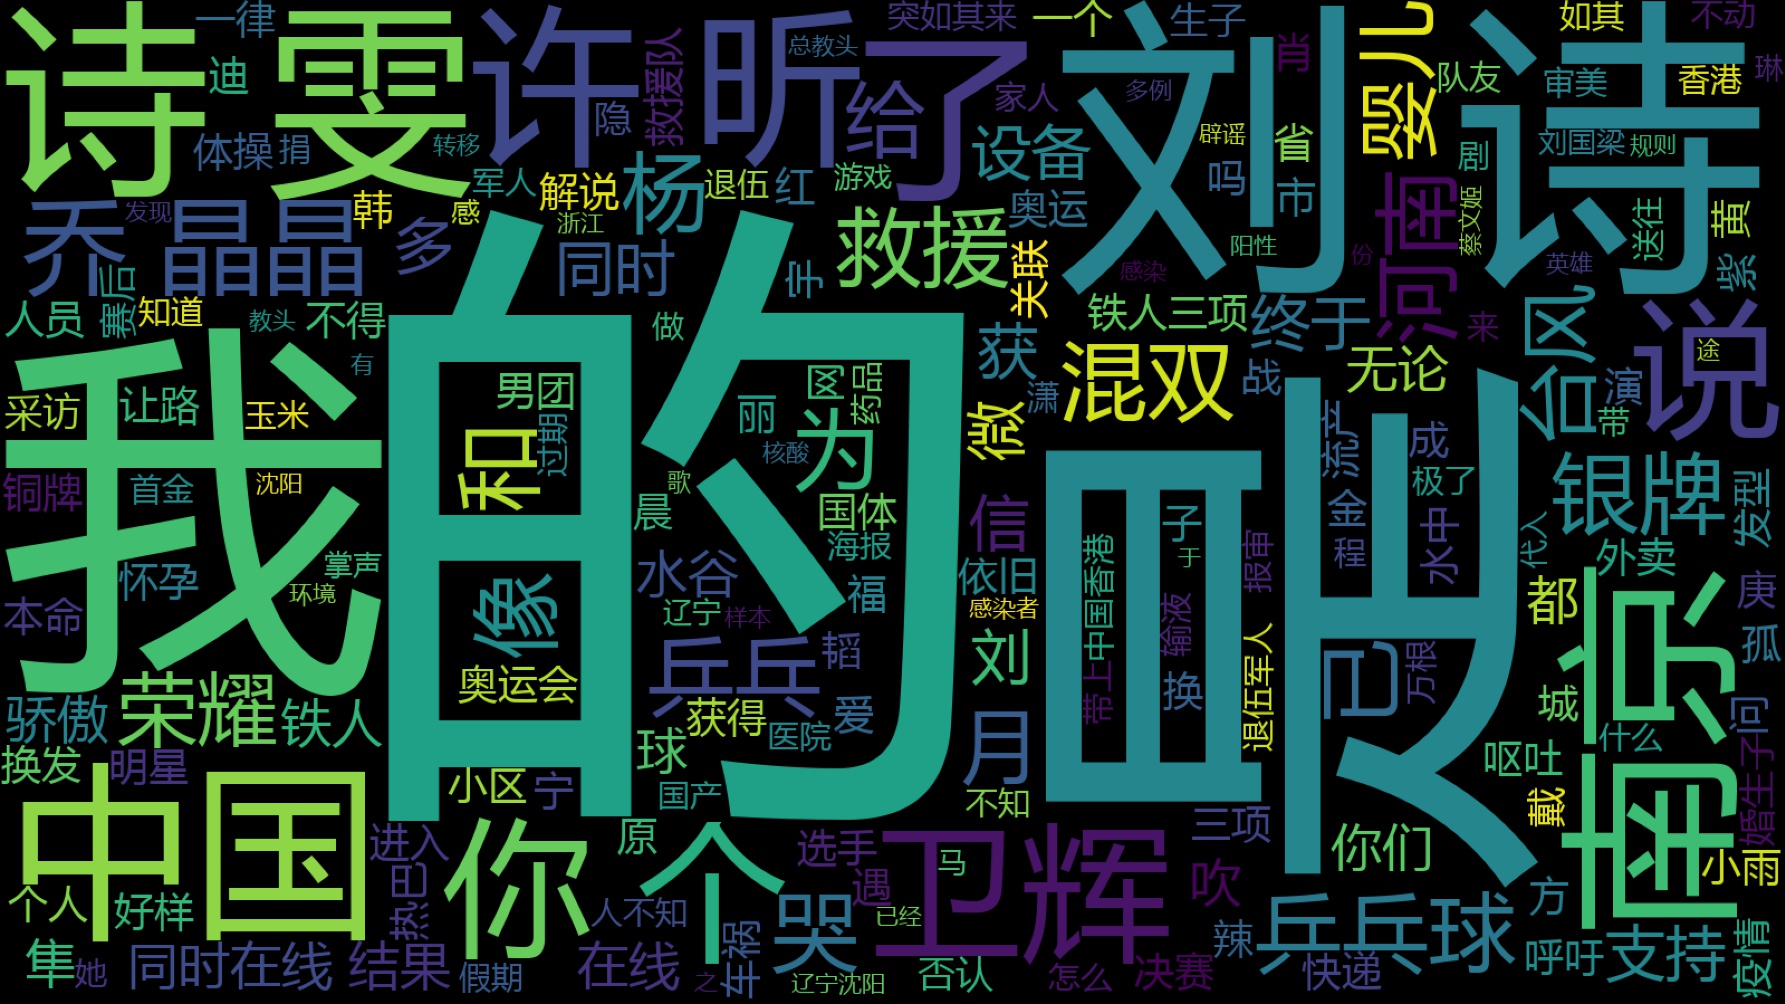 诗雯
一律
迪
体操
捐
许昕
隐
转移
救援队
总教头
突如其来
了
给
一个
家人
多例
生子
刘诗
肖
婴儿
队友
如其
不动
审美
香港
琳
刘国梁
规则
剧
辟谣
省
设备
吗
市
奥运
乔
发现
晶晶
韩
感
多
军人
解说
浙江
杨
退伍
红
游戏
同时
宇
救援
关联
阳性
感染
份
河南
蔡文姬
送往
黄
英雄
紫
人员
赛后
知道
教头
不得
做
铁人三项
终于
来
台风
说
途
我
的
是
有
采访
让路
玉米
铜牌
首金
沈阳
掌声
怀孕
环境
本命
男团
和
过期
网
药品
丽
为
核酸
歌
晨
国体
海报
像
水谷
福
辽宁
样本
奥运会
乒乓
韬
获得
爱
医院
球
国产
获
潇
混双
战
无论
微
信
依旧
感染者
刘
月
不知
子
于
中国香港
带上
输液
换
报审
退伍军人
流产
成
极了
金
程
水中
已
万根
演
带
银牌
发型
代人
外卖
都
庚
孤
南京
城
问
什么
呕吐
戴
婚生子
小雨
骄傲
荣耀
铁人
换发
明星
中国
小区
宁
进入
热巴
你
原
个
选手
遇
马
已经
卫辉
三项
吹
你们
个人
好样
隼
她
同时在线
结果
假期
人不知
在线
之
车祸
哭
辽宁沈阳
否认
怎么
决赛
辣
乒乓球
快递
方
呼吁
支持
疫情